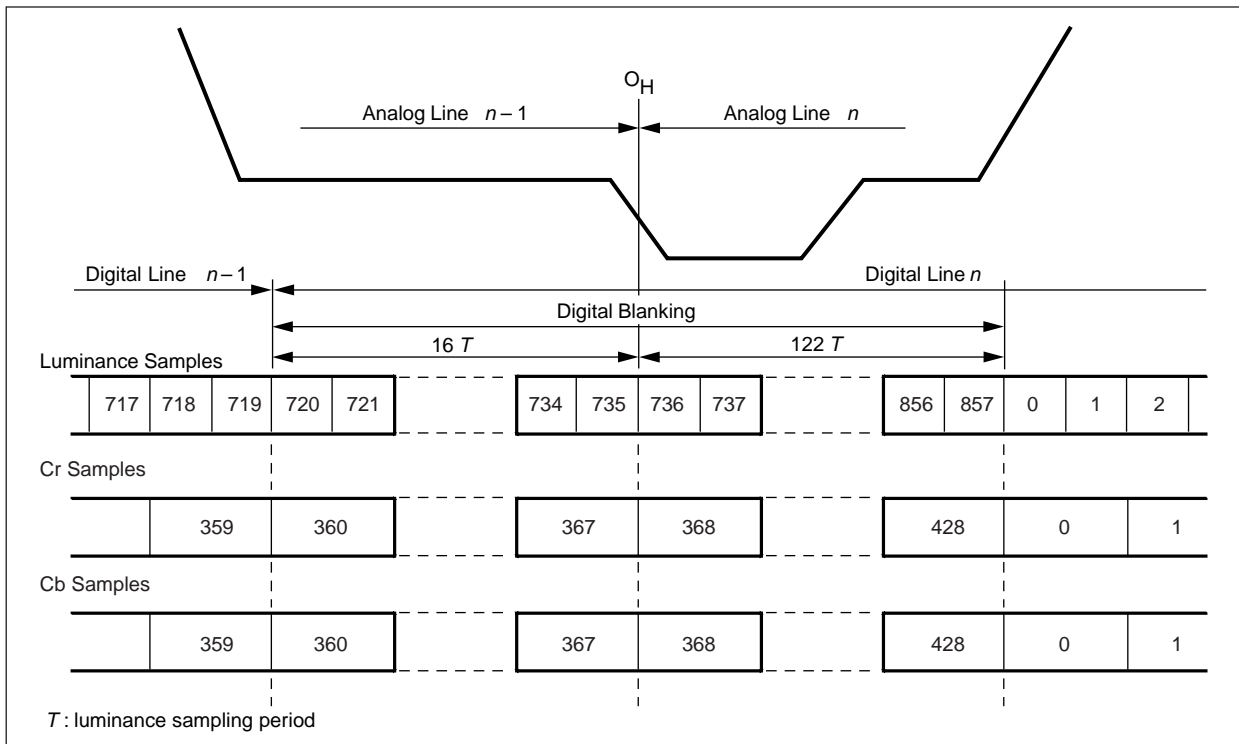 O_H
Analog Line n – 1 Analog Line n
Digital Line n – 1 Digital Line n
Digital Blanking
16 T 122 T
Luminance Samples
717 718 719 720 721 734 735 736 737 856 857 0 1 2
Cr Samples
359 360 367 368 428 0 1
Cb Samples
359 360 367 368 428 0 1
T : luminance sampling period